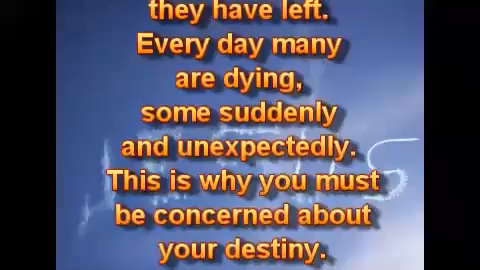 they have left.
Every day many
are dying,
some suddenly
and unexpectedly.
This is why you must
be concerned about
your destiny.